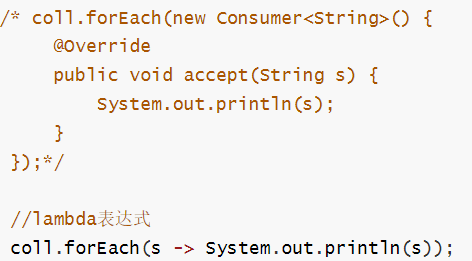 /* coll.forEach(new Consumer<String>() {
@Override
public void accept(String s) {
System.out.println(s);
}
});*/
//lambda表达式
coll.forEach(s -> System.out.println(s));